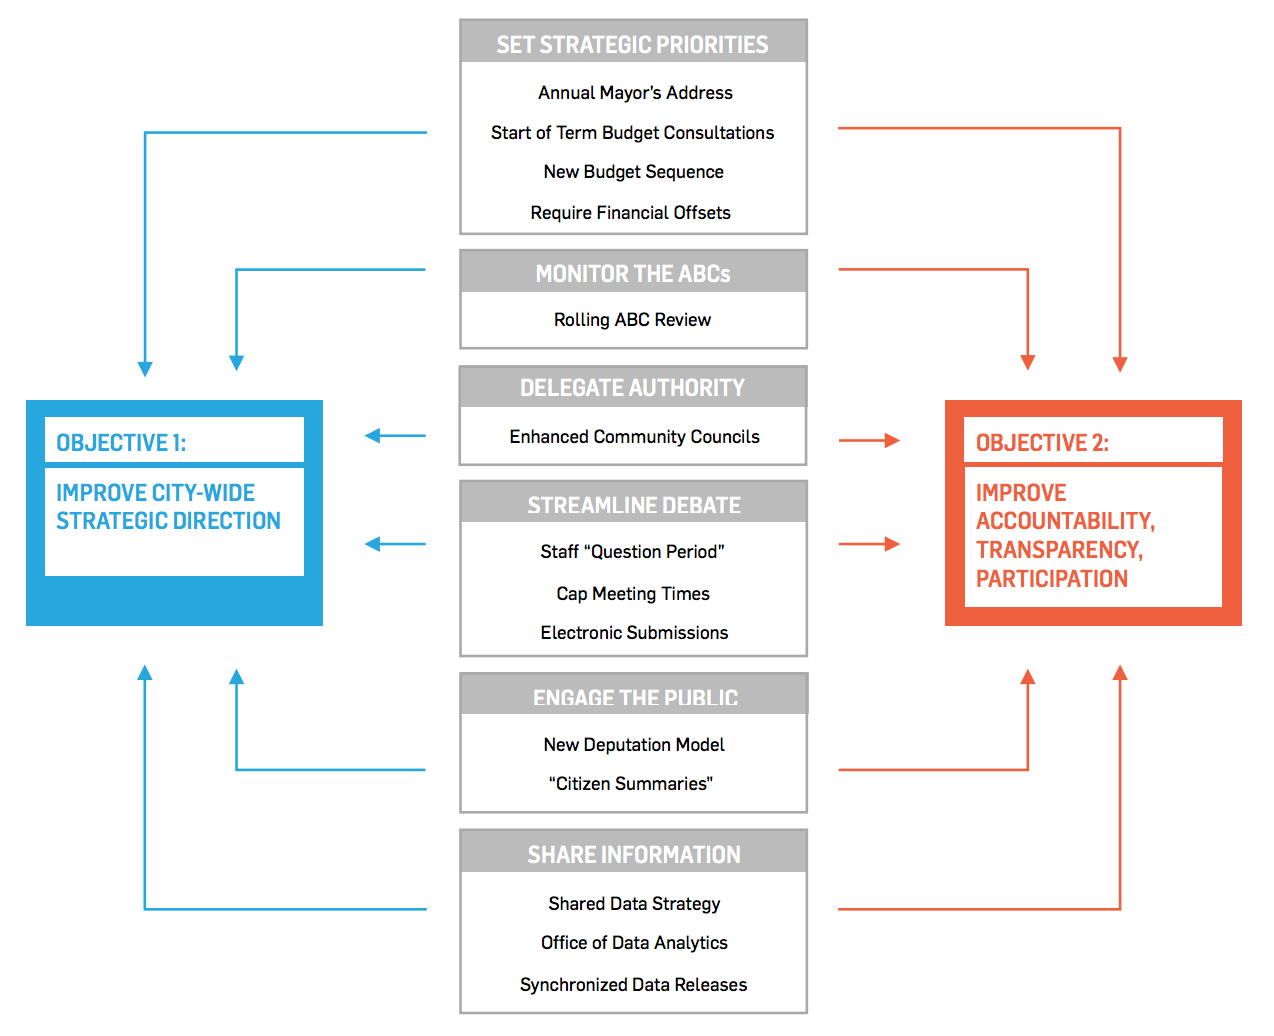 SET STRATEGIC PRIORITIES
Annual Mayor’s Address
Start of Term Budget Consultations
New Budget Sequence
Require Financial Offsets
MONITOR THE ABCs
Rolling ABC Review
DELEGATE AUTHORITY
Enhanced Community Councils
STREAMLINE DEBATE
Staff “Question Period”
Cap Meeting Times
Electronic Submissions
ENGAGE THE PUBLIC
New Deputation Model
“Citizen Summaries”
SHARE INFORMATION
Shared Data Strategy
Office of Data Analytics
Synchronized Data Releases
OBJECTIVE 1:
IMPROVE CITY-WIDE
STRATEGIC DIRECTION
OBJECTIVE 2:
IMPROVE
ACCOUNTABILITY,
TRANSPARENCY,
PARTICIPATION